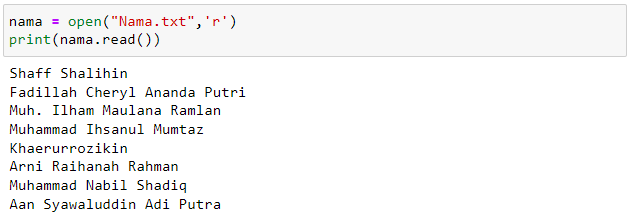 nama = open("Nama.txt",'r')
print(nama.read())
Shaff Shalihin
Fadillah Cheryl Ananda Putri
Muh. Ilham Maulana Ramlan
Muhammad Ihsanul Mumtaz
Khaerurrozikin
Arni Raihanah Rahman
Muhammad Nabil Shadiq
Aan Syawaluddin Adi Putra